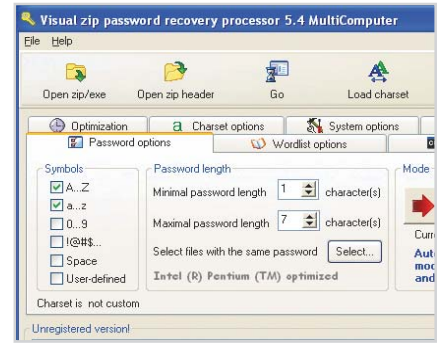 Visual zip password recovery processor 5.4 MultiComputer
File Help
Open zip/exe Open zip header Go Load charset
Optimization a Charset options System options
Password options Wordlist options
Symbols Password length Mode
A...Z Minimal password length 1 character(s)
a...z
0...9 Maximal password length 7 character(s)
!@#$...
Space Select files with the same password Select...
User-defined Intel (R) Pentium (TM) optimized
Charset is not custom
Unregistered version!